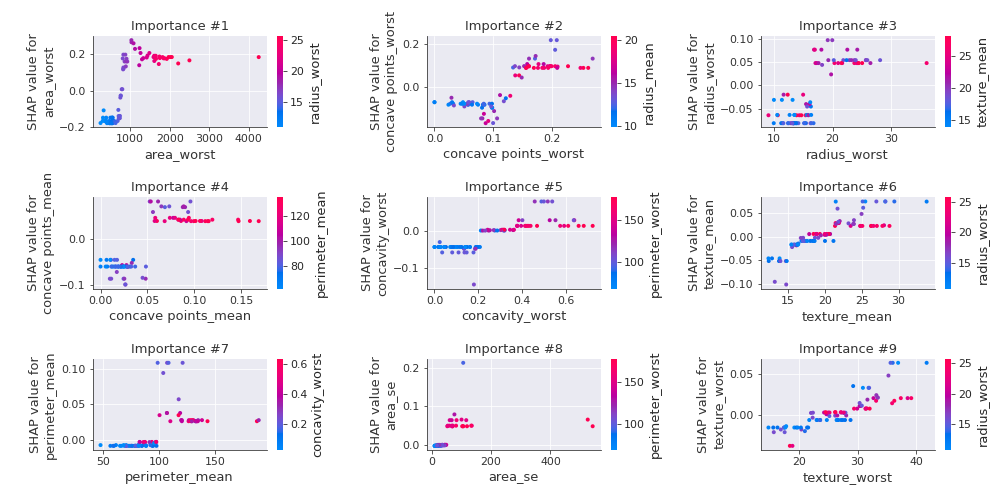 Importance #1
SHAP value for
area_worst
0.2
0.0
−0.2
1000 2000 3000 4000
area_worst
25
20
15
radius_worst
Importance #2
SHAP value for
concave points_worst
0.2
0.0
0.0 0.1 0.2
concave points_worst
20
15
10
radius_mean
Importance #3
SHAP value for
radius_worst
0.10
0.05
0.00
−0.05
10 20 30
radius_worst
25
20
15
texture_mean
Importance #4
SHAP value for
concave points_mean
0.0
−0.1
0.00 0.05 0.10 0.15
concave points_mean
120
100
80
perimeter_mean
Importance #5
SHAP value for
concavity_worst
0.0
−0.1
0.0 0.2 0.4 0.6
concavity_worst
150
100
perimeter_worst
Importance #6
SHAP value for
texture_mean
0.05
0.00
−0.05
−0.10
15 20 25 30
texture_mean
25
20
15
radius_worst
Importance #7
SHAP value for
perimeter_mean
0.10
0.05
0.00
50 100 150
perimeter_mean
0.6
0.4
0.2
concavity_worst
Importance #8
SHAP value for
area_se
0.2
0.1
0.0
0 200 400
area_se
150
100
perimeter_worst
Importance #9
SHAP value for
texture_worst
0.05
0.00
20 30 40
texture_worst
25
20
15
radius_worst